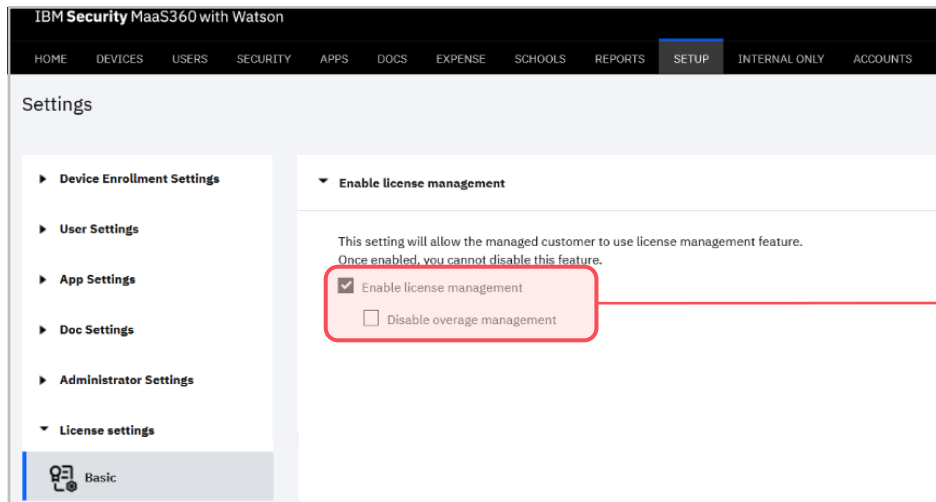 IBM Security MaaS360 with Watson
HOME DEVICES USERS SECURITY APPS DOCS EXPENSE SCHOOLS REPORTS SETUP INTERNAL ONLY ACCOUNTS
Settings
Device Enrollment Settings
User Settings
App Settings
Doc Settings
Administrator Settings
License settings
Basic
Enable license management
This setting will allow the managed customer to use license management feature.
Once enabled, you cannot disable this feature.
Enable license management
Disable overage management